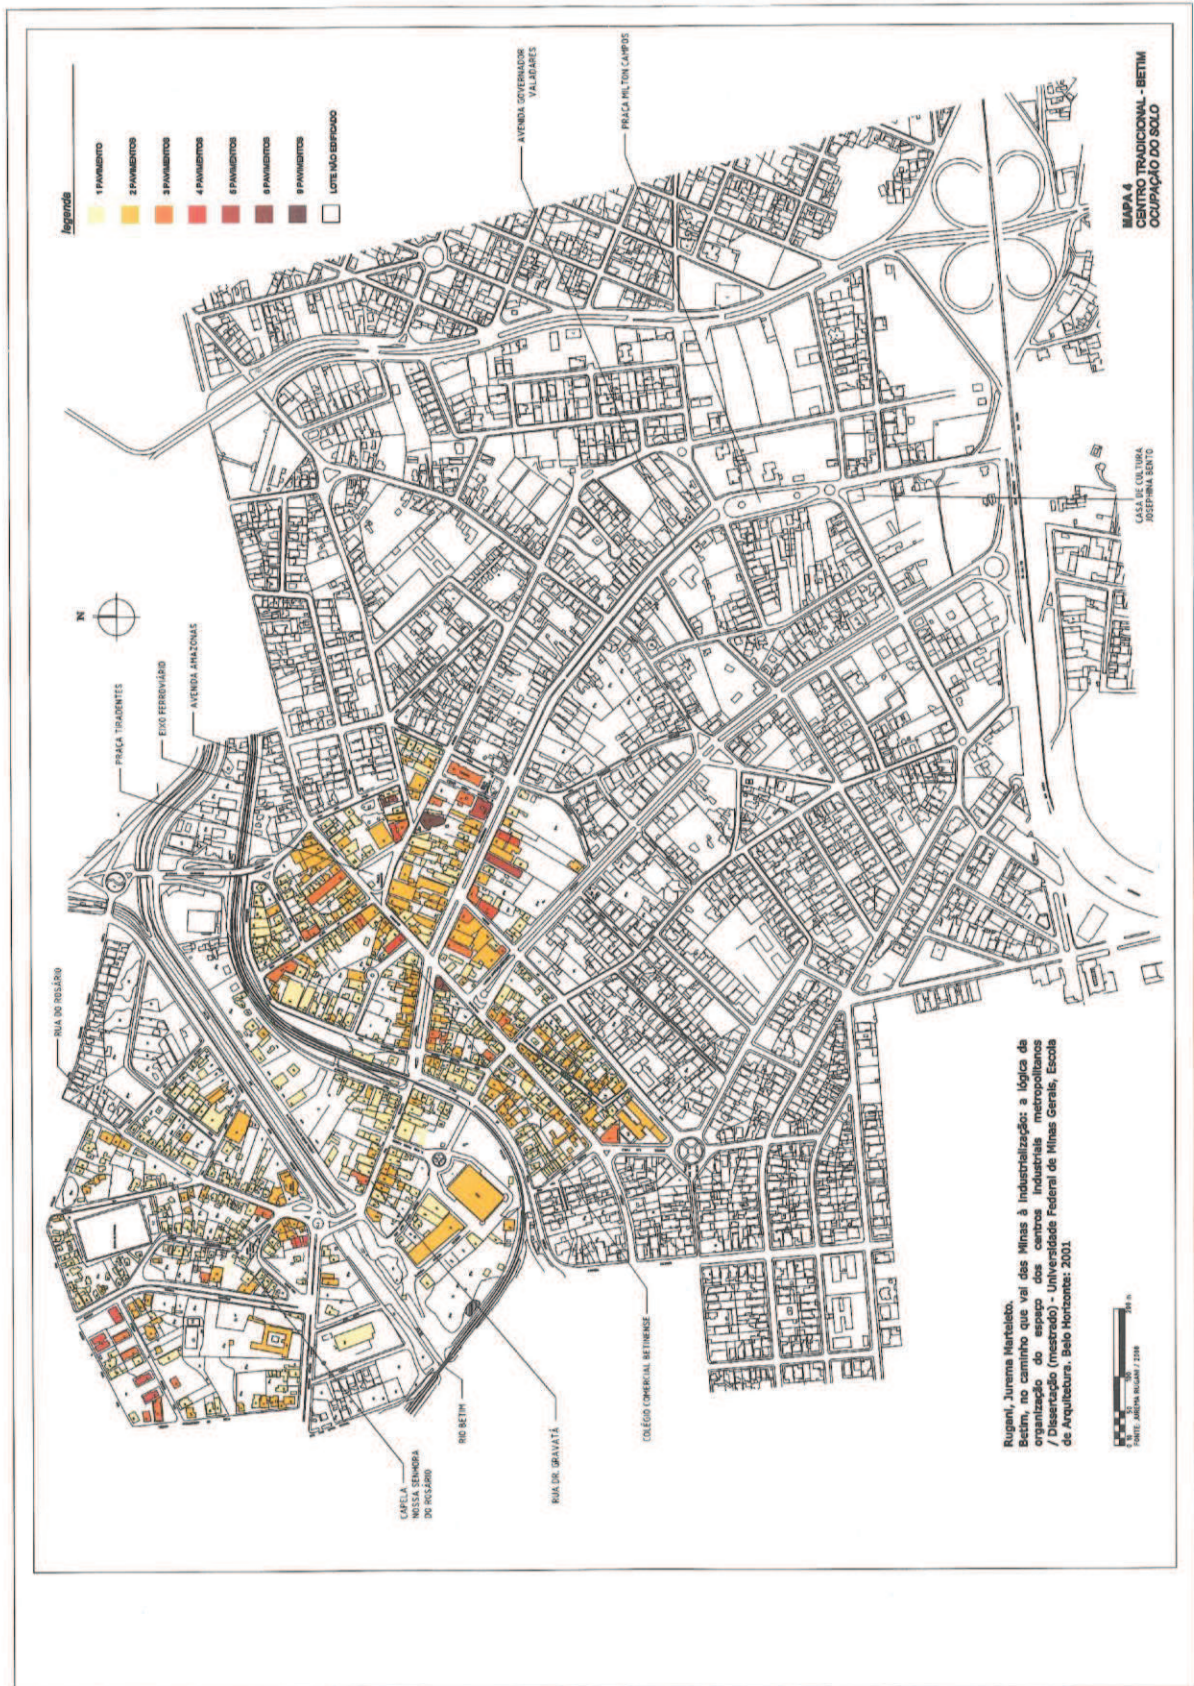 legenda
1 PAVIMENTO
2 PAVIMENTOS
3 PAVIMENTOS
4 PAVIMENTOS
5 PAVIMENTOS
6 PAVIMENTOS
8 PAVIMENTOS
LOTE NÃO EDIFICADO
AVENIDA GOVERNADOR
VALADARES
PRAÇA MILTON CAMPOS
N
PRAÇA TIRADENTES
EIXO FERROVIÁRIO
AVENIDA AMAZONAS
RUA DO ROSÁRIO
CAPELA
NOSSA SENHORA
DO ROSÁRIO
RIO BETIM
RUA DR. GRAVATÁ
COLÉGIO COMERCIAL BETINENSE
CASA DE CULTURA
JOSEPHINA BENTO
MAPA 4
CENTRO TRADICIONAL - BETIM
OCUPAÇÃO DO SOLO
Rugani, Jurema Marteleto.
Betim, no caminho que vai das Minas à industrialização: a lógica da
organização do espaço dos centros industriais metropolitanos
/ Dissertação (mestrado) - Universidade Federal de Minas Gerais, Escola
de Arquitetura. Belo Horizonte: 2001